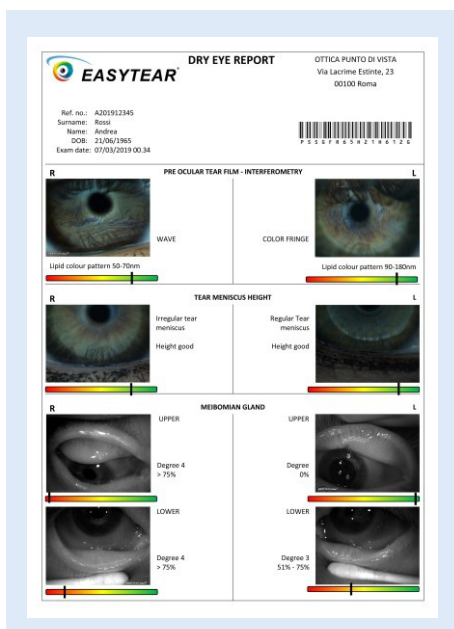 EASYTEAR
DRY EYE REPORT
OTTICA PUNTO DI VISTA
Via Lacrime Estinte, 23
00100 Roma
Ref. no.: A201912345
Surname: Rossi
Name: Andrea
DOB: 21/06/1965
Exam date: 07/03/2019 00.34
PSSGFR65H21H612G
R PRE OCULAR TEAR FILM - INTERFEROMETRY L
WAVE COLOR FRINGE
Lipid colour pattern 50-70nm Lipid colour pattern 90-180nm
R TEAR MENISCUS HEIGHT L
Irregular tear Regular Tear
meniscus meniscus
Height good Height good
R MEIBOMIAN GLAND L
UPPER UPPER
Degree 4 Degree
> 75% 0%
LOWER LOWER
Degree 4 Degree 3
> 75% 51% - 75%